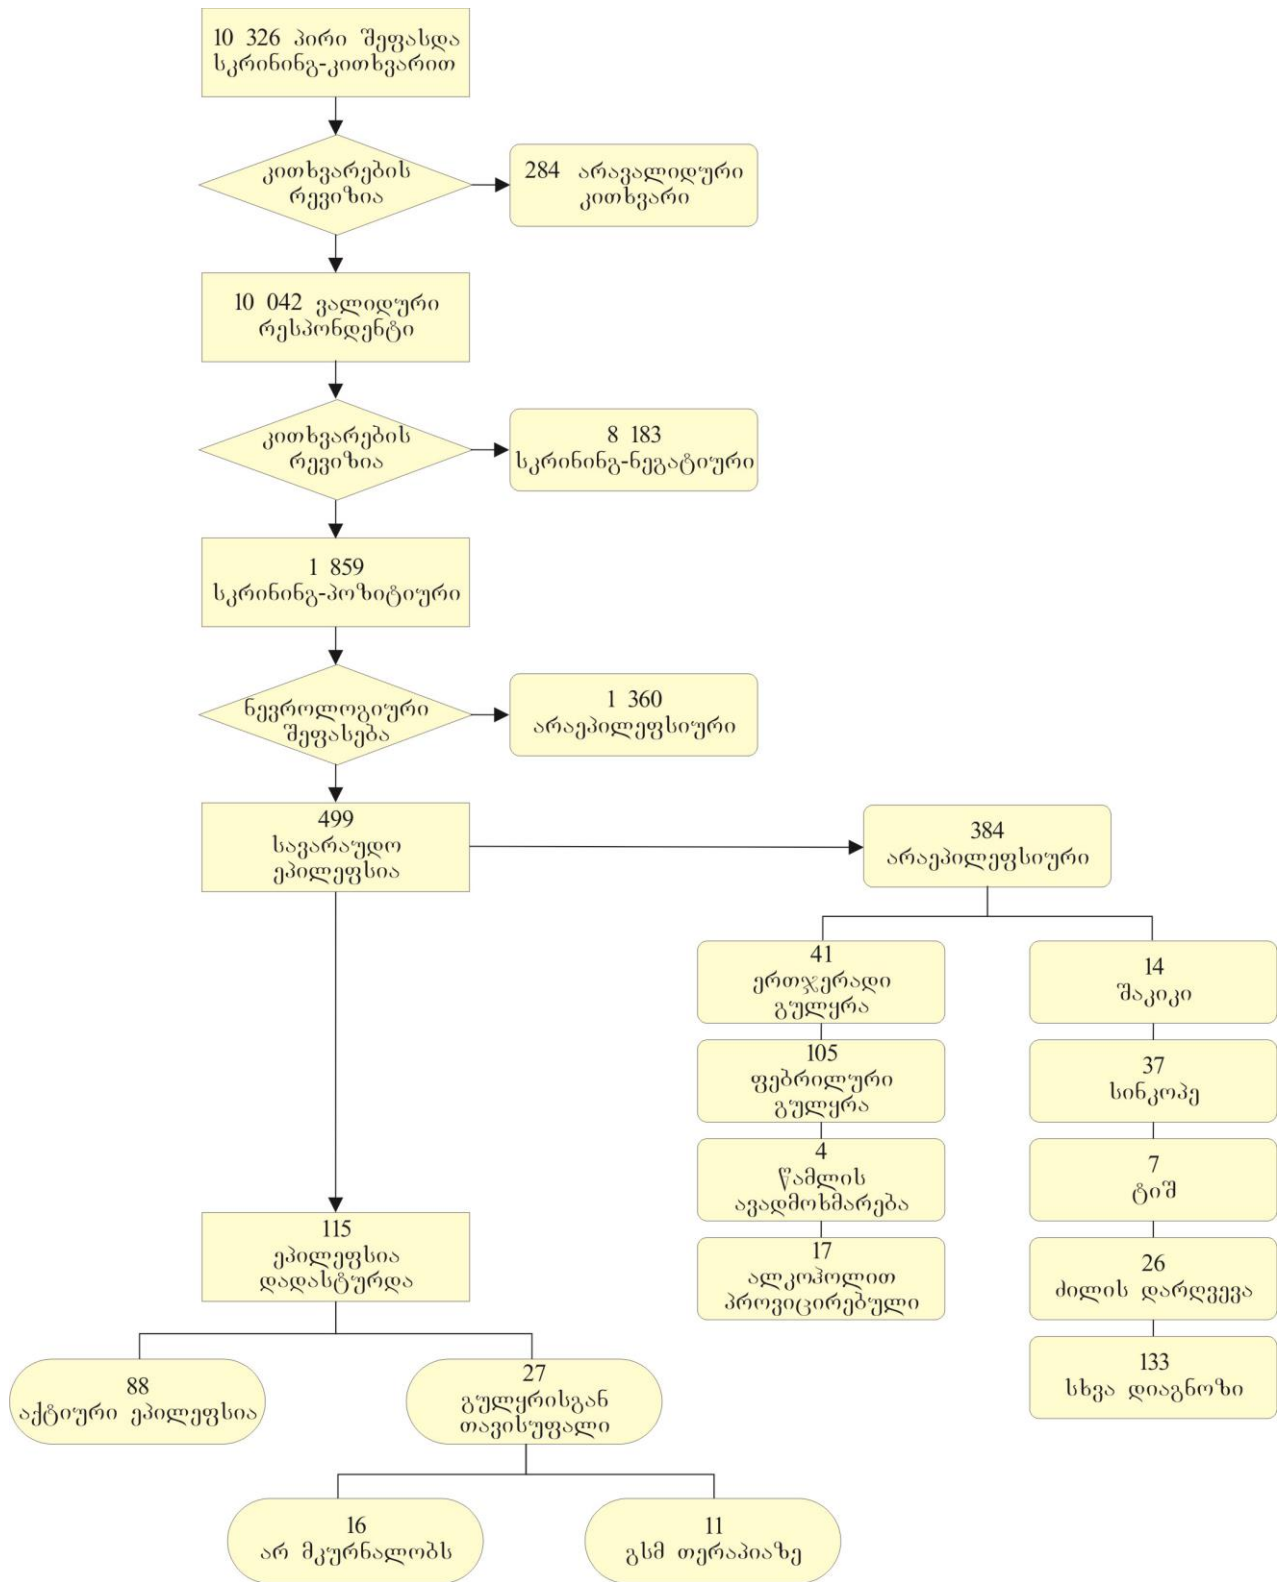 10 326 პირი შეფასდა
სკრინინგ-კითხვარით
კითხვარების
რევიზია
284 არავალიდური
კითხვარი
10 042 ვალიდური
რესპონდენტი
კითხვარების
რევიზია
8 183
სკრინინგ-ნეგატიური
1 859
სკრინინგ-პოზიტიური
ნევროლოგიური
შეფასება
1 360
არაეპილეფსიური
499
სავარაუდო
ეპილეფსია
384
არაეპილეფსიური
41
ერთჯერადი
გულყრა
105
ფებრილური
გულყრა
4
წამლის
ავადმოხმარება
17
ალკოჰოლით
პროვიცირებული
14
შაკიკი
37
სინკოპე
7
ტიშ
26
ძილის დარღვევა
133
სხვა დიაგნოზი
115
ეპილეფსია
დადასტურდა
88
აქტიური ეპილეფსია
27
გულყრისგან
თავისუფალი
16
არ მკურნალობს
11
გსმ თერაპიაზე